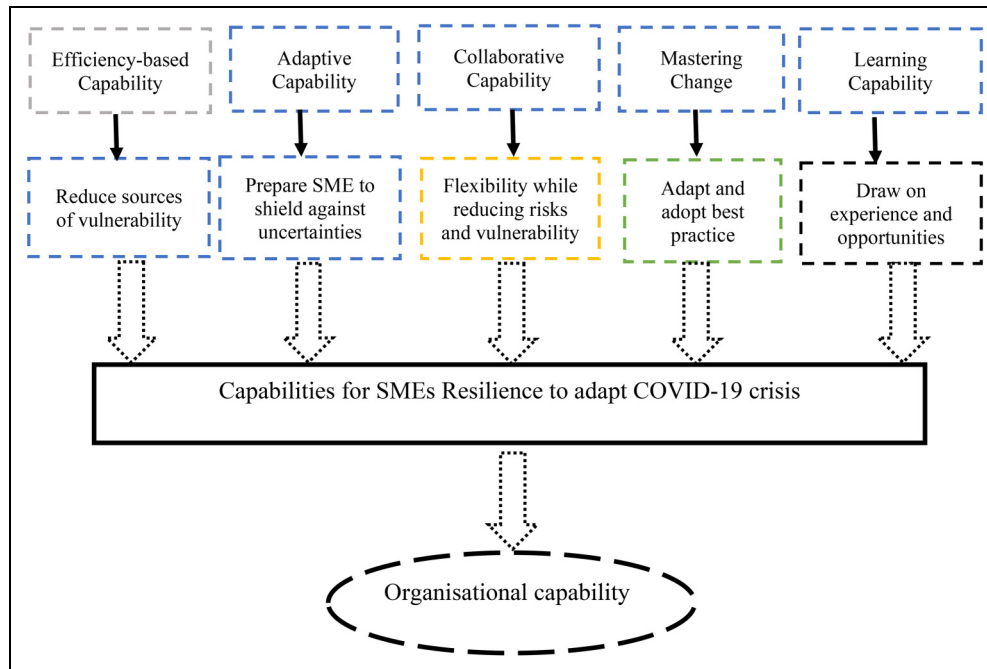 Efficiency-based
Capability
Adaptive
Capability
Collaborative
Capability
Mastering
Change
Learning
Capability
Reduce sources
of vulnerability
Prepare SME to
shield against
uncertainties
Flexibility while
reducing risks
and vulnerability
Adapt and
adopt best
practice
Draw on
experience and
opportunities
Capabilities for SMEs Resilience to adapt COVID-19 crisis
Organisational capability